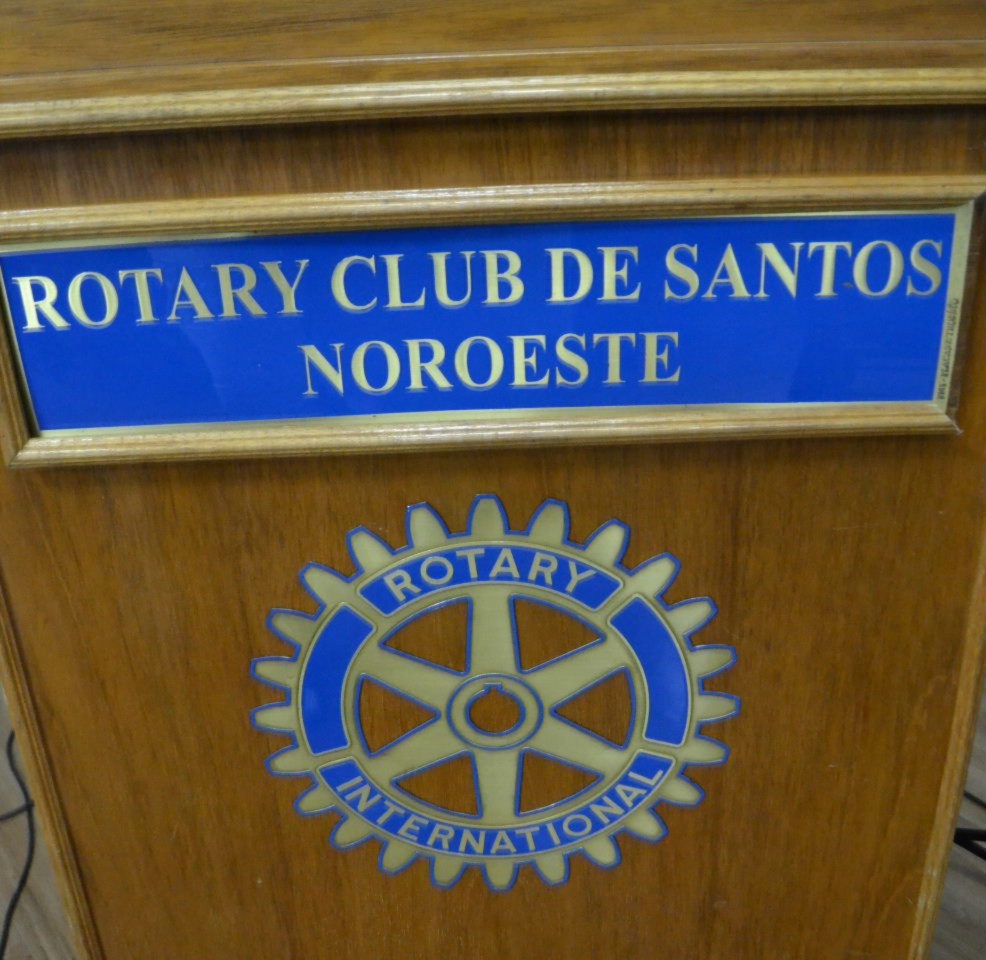 ROTARY CLUB DE SANTOS
NOROESTE
ROTARY
INTERNATIONAL